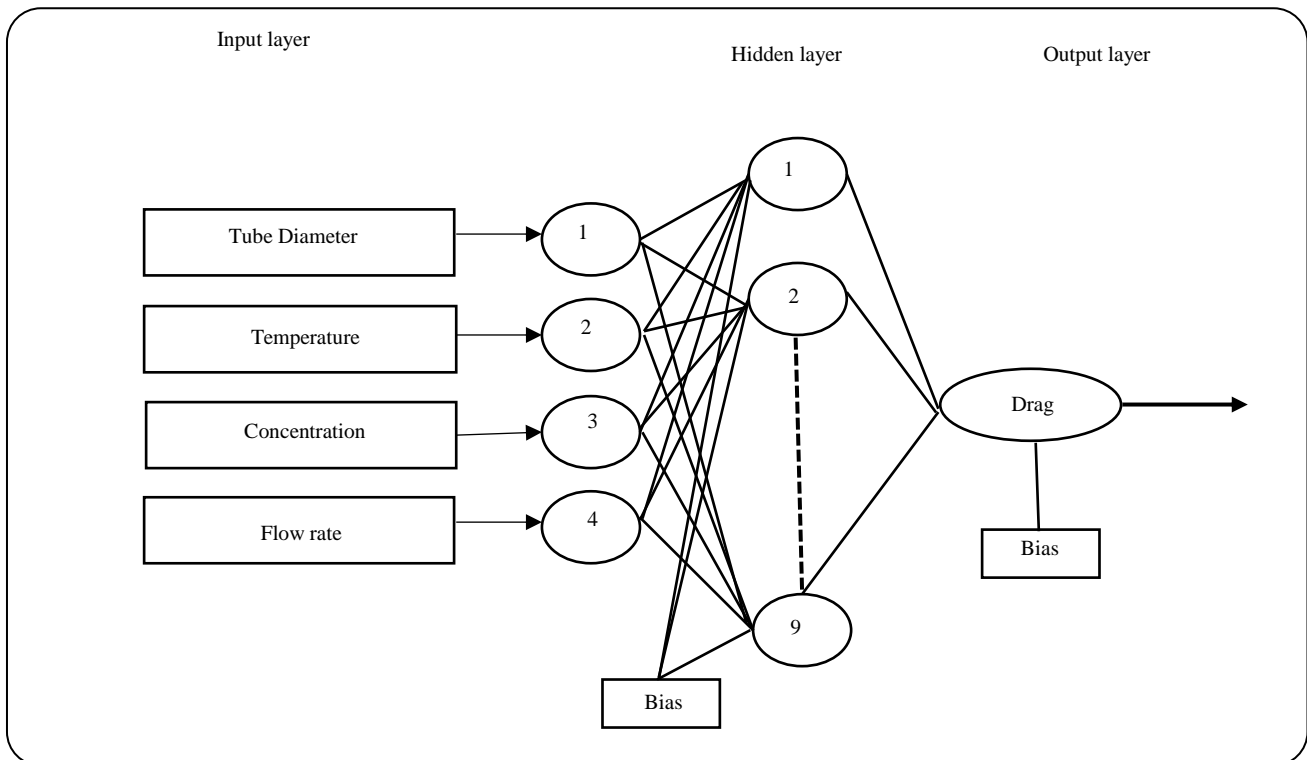 Input layer
Hidden layer
Output layer
1
Tube Diameter
1
2
Temperature
2
Concentration
3
Drag
Flow rate
4
Bias
9
Bias